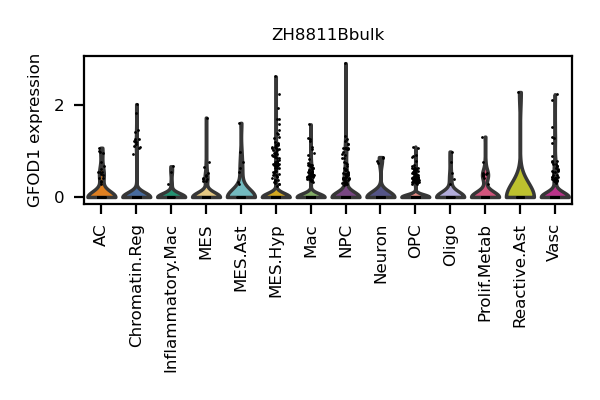 ZH8811Bbulk
GFOD1 expression
2
0
AC
Chromatin.Reg
Inflammatory.Mac
MES
MES.Ast
MES.Hyp
Mac
NPC
Neuron
OPC
Oligo
Prolif.Metab
Reactive.Ast
Vasc